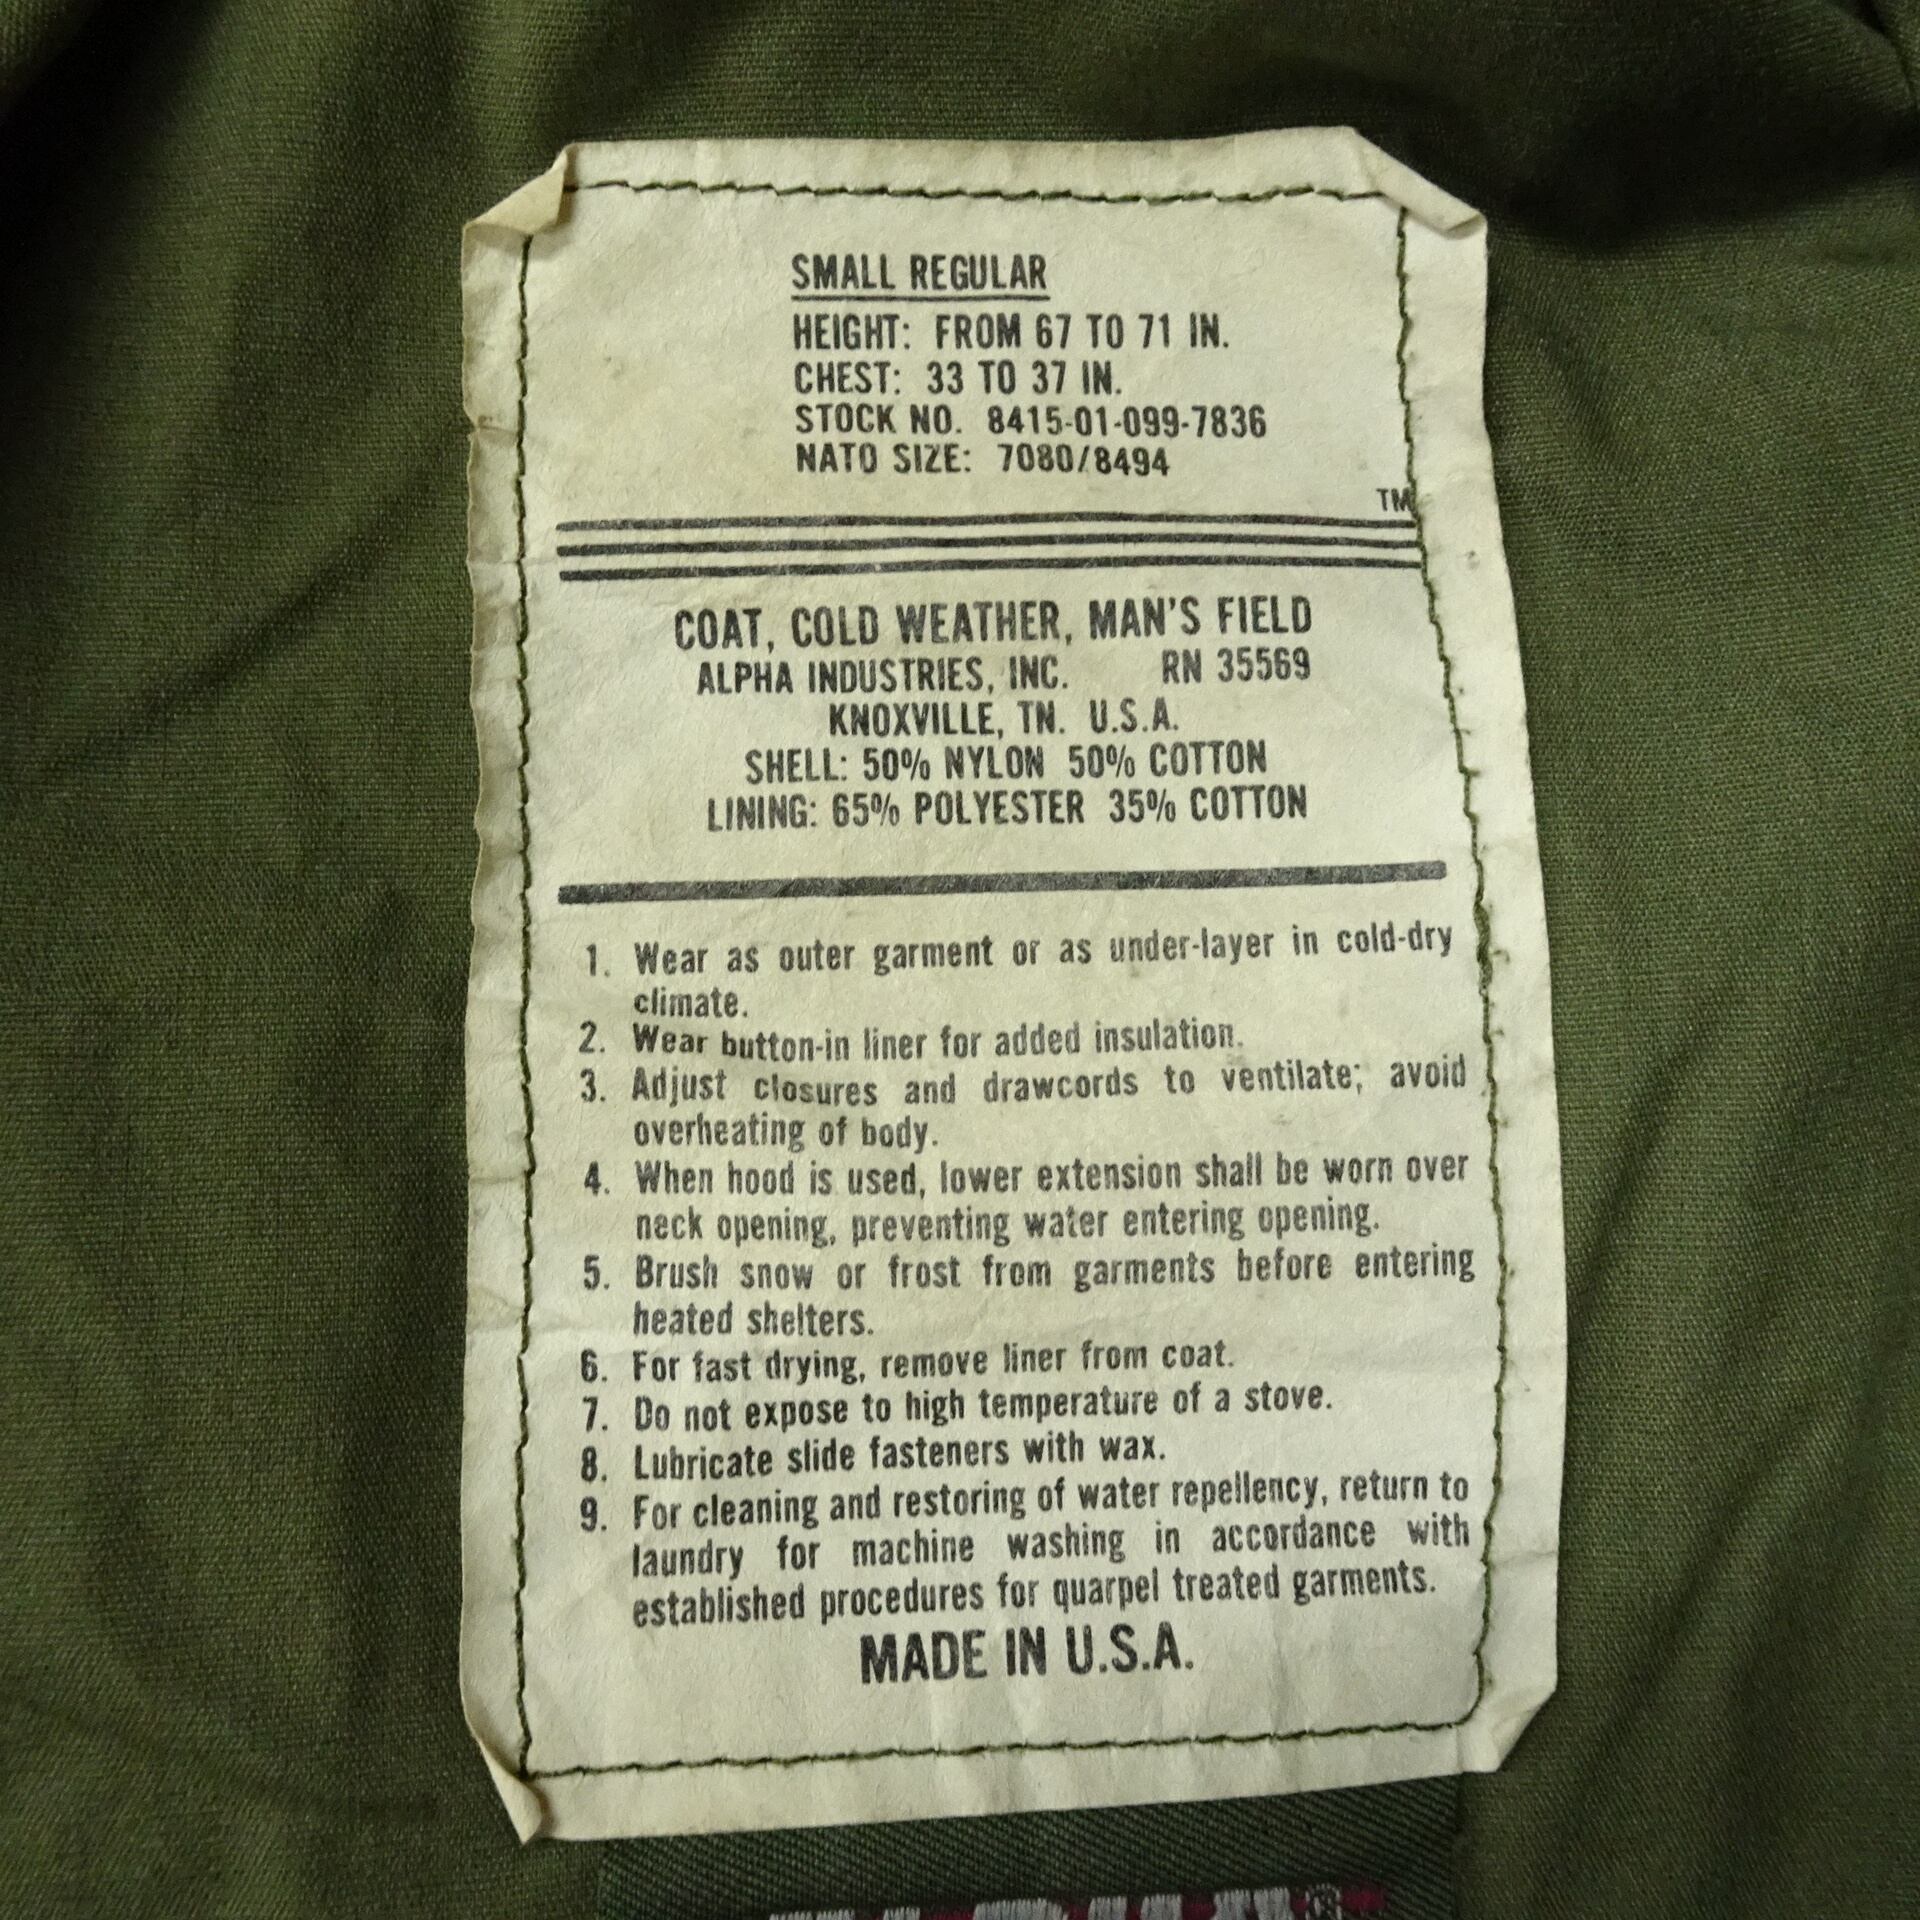 SMALL REGULAR
HEIGHT: FROM 67 TO 71 IN.
CHEST: 33 TO 37 IN.
STOCK NO. 8415-01-099-7836
NATO SIZE: 7080/8494
TM
COAT, COLD WEATHER, MAN'S FIELD
ALPHA INDUSTRIES, INC. RN 35569
KNOXVILLE, TN. U.S.A.
SHELL: 50% NYLON 50% COTTON
LINING: 65% POLYESTER 35% COTTON
1. Wear as outer garment or as under-layer in cold-dry
climate.
2. Wear button-in liner for added insulation.
3. Adjust closures and drawcords to ventilate; avoid
overheating of body.
4. When hood is used, lower extension shall be worn over
neck opening, preventing water entering opening.
5. Brush snow or frost from garments before entering
heated shelters.
6. For fast drying, remove liner from coat.
7. Do not expose to high temperature of a stove.
8. Lubricate slide fasteners with wax.
9. For cleaning and restoring of water repellency, return to
laundry for machine washing in accordance with
established procedures for quarpel treated garments.
MADE IN U.S.A.